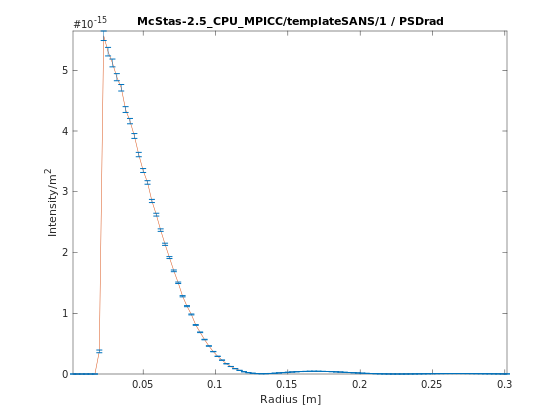 McStas-2.5_CPU_MPICC/templateSANS/1 / PSDrad
#10^-15
5
4
3
2
1
0
Intensity/m^2
0.05 0.1 0.15 0.2 0.25 0.3
Radius [m]